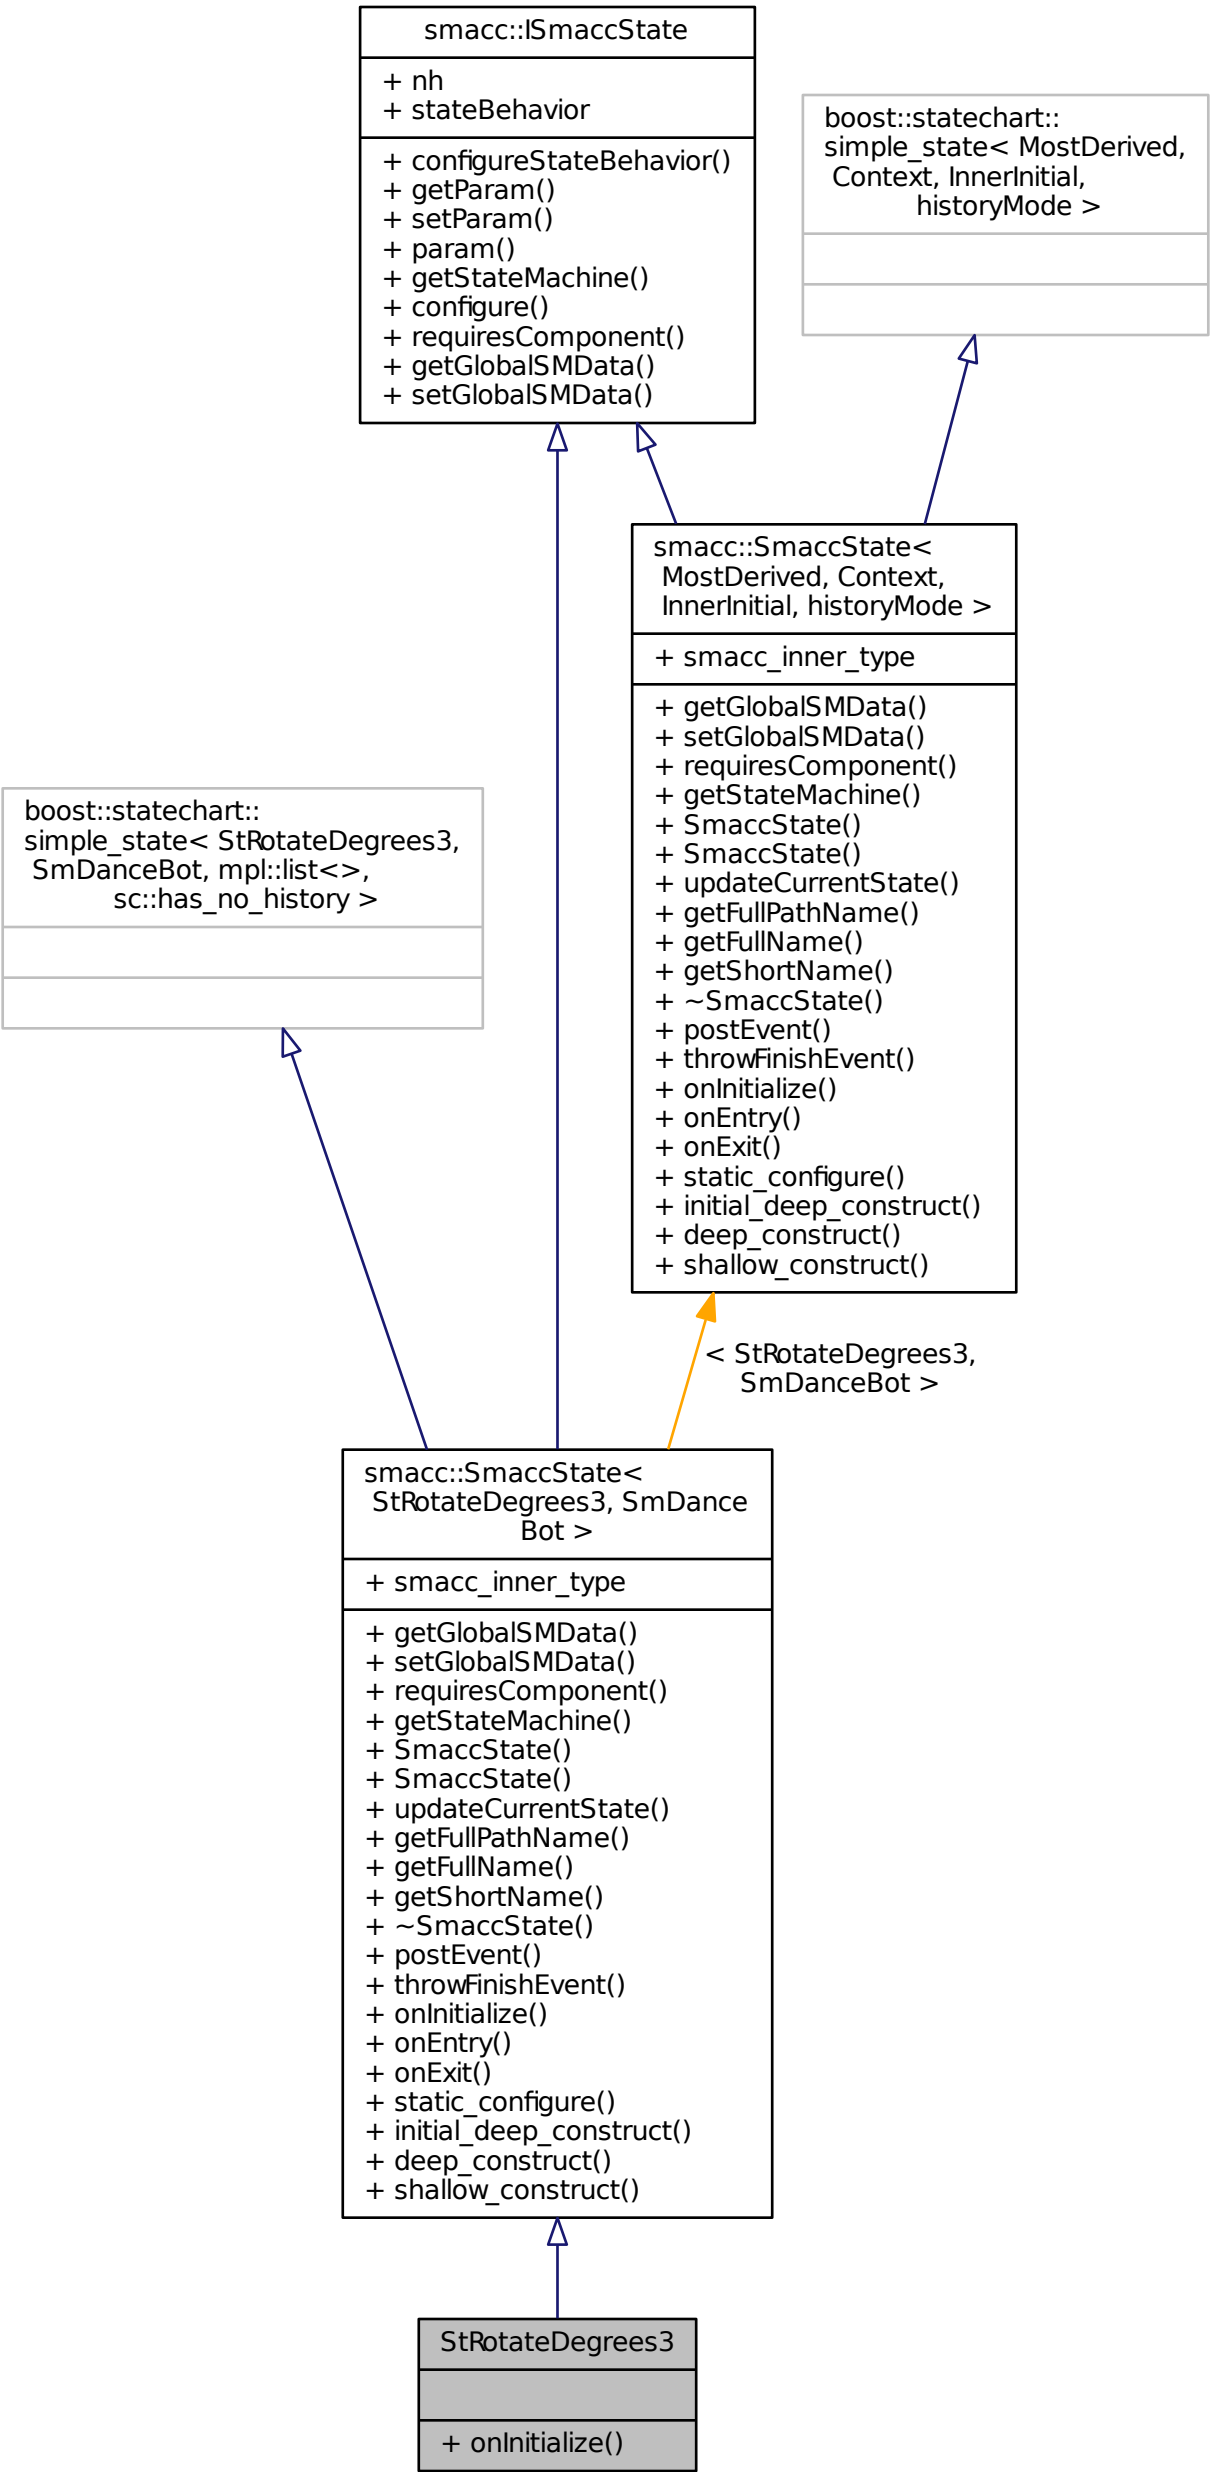 smacc::ISmaccState
+ nh
+ stateBehavior
+ configureStateBehavior()
+ getParam()
+ setParam()
+ param()
+ getStateMachine()
+ configure()
+ requiresComponent()
+ getGlobalSMData()
+ setGlobalSMData()
boost::statechart::
simple_state< MostDerived,
Context, InnerInitial,
historyMode >
smacc::SmaccState<
MostDerived, Context,
InnerInitial, historyMode >
+ smacc_inner_type
+ getGlobalSMData()
+ setGlobalSMData()
+ requiresComponent()
+ getStateMachine()
+ SmaccState()
+ SmaccState()
+ updateCurrentState()
+ getFullPathName()
+ getFullName()
+ getShortName()
+ ~SmaccState()
+ postEvent()
+ throwFinishEvent()
+ onInitialize()
+ onEntry()
+ onExit()
+ static_configure()
+ initial_deep_construct()
+ deep_construct()
+ shallow_construct()
boost::statechart::
simple_state< StRotateDegrees3,
SmDanceBot, mpl::list<>,
sc::has_no_history >
< StRotateDegrees3,
SmDanceBot >
smacc::SmaccState<
StRotateDegrees3, SmDance
Bot >
+ smacc_inner_type
+ getGlobalSMData()
+ setGlobalSMData()
+ requiresComponent()
+ getStateMachine()
+ SmaccState()
+ SmaccState()
+ updateCurrentState()
+ getFullPathName()
+ getFullName()
+ getShortName()
+ ~SmaccState()
+ postEvent()
+ throwFinishEvent()
+ onInitialize()
+ onEntry()
+ onExit()
+ static_configure()
+ initial_deep_construct()
+ deep_construct()
+ shallow_construct()
StRotateDegrees3
+ onInitialize()